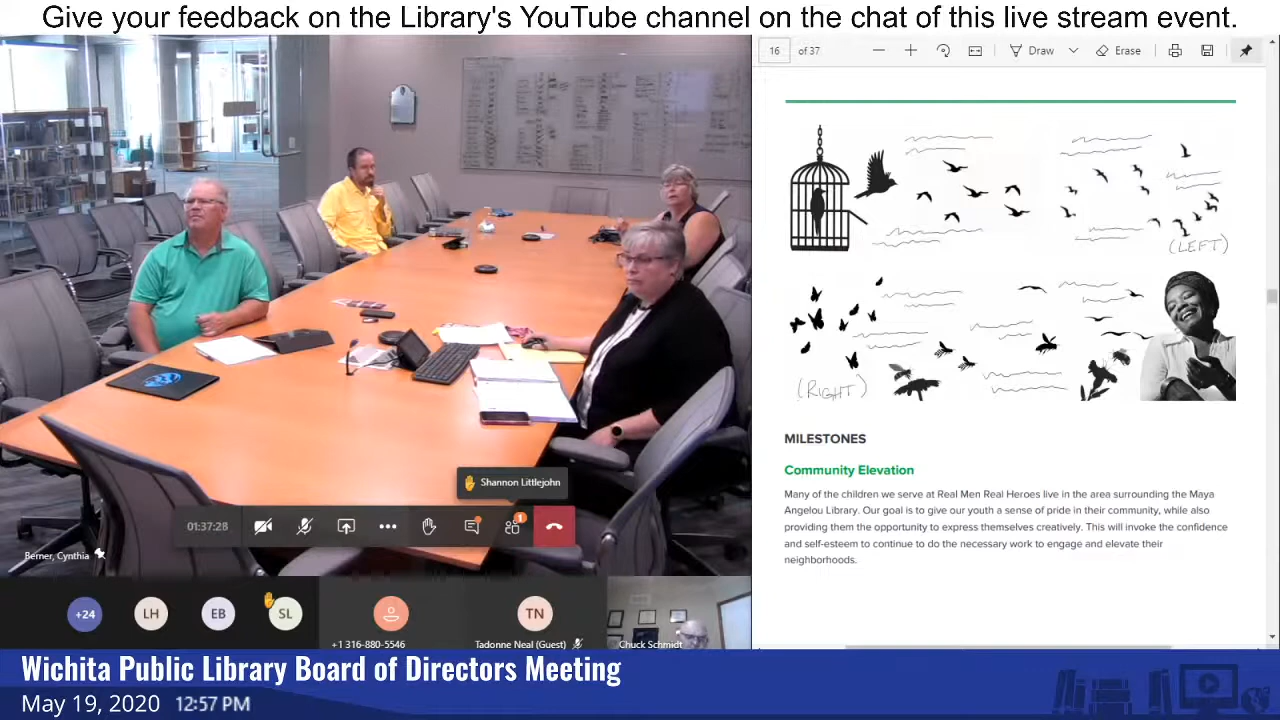 Give your feedback on the Library's YouTube channel on the chat of this live stream event.
16 of 37
Draw
Erase
(LEFT)
(RIGHT)
MILESTONES
Community Elevation
Many of the children we serve at Real Men Real Heroes live in the area surrounding the Maya
Angelou Library. Our goal is to give our youth a sense of pride in their community, while also
providing them the opportunity to express themselves creatively. This will invoke the confidence
and self-esteem to continue to do the necessary work to engage and elevate their
neighborhoods.
Shannon Littlejohn
01:37:28
1
Berner, Cynthia
+24
LH
EB
SL
TN
+1 316-880-5546
Tadonne Neal (Guest)
Chuck Schmidt
Wichita Public Library Board of Directors Meeting
May 19, 2020 12:57 PM